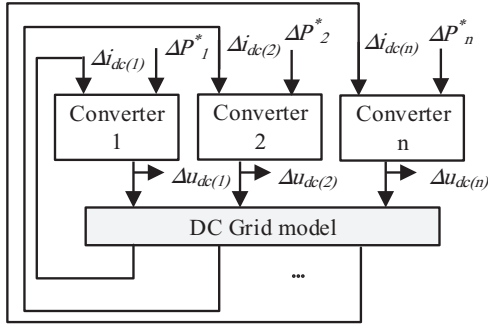 Δi_dc(1) ΔP*_1 Δi_dc(2) ΔP*_2 Δi_dc(n) ΔP*_n
Converter 1
Converter 2
Converter n
Δu_dc(1) Δu_dc(2) Δu_dc(n)
DC Grid model
...